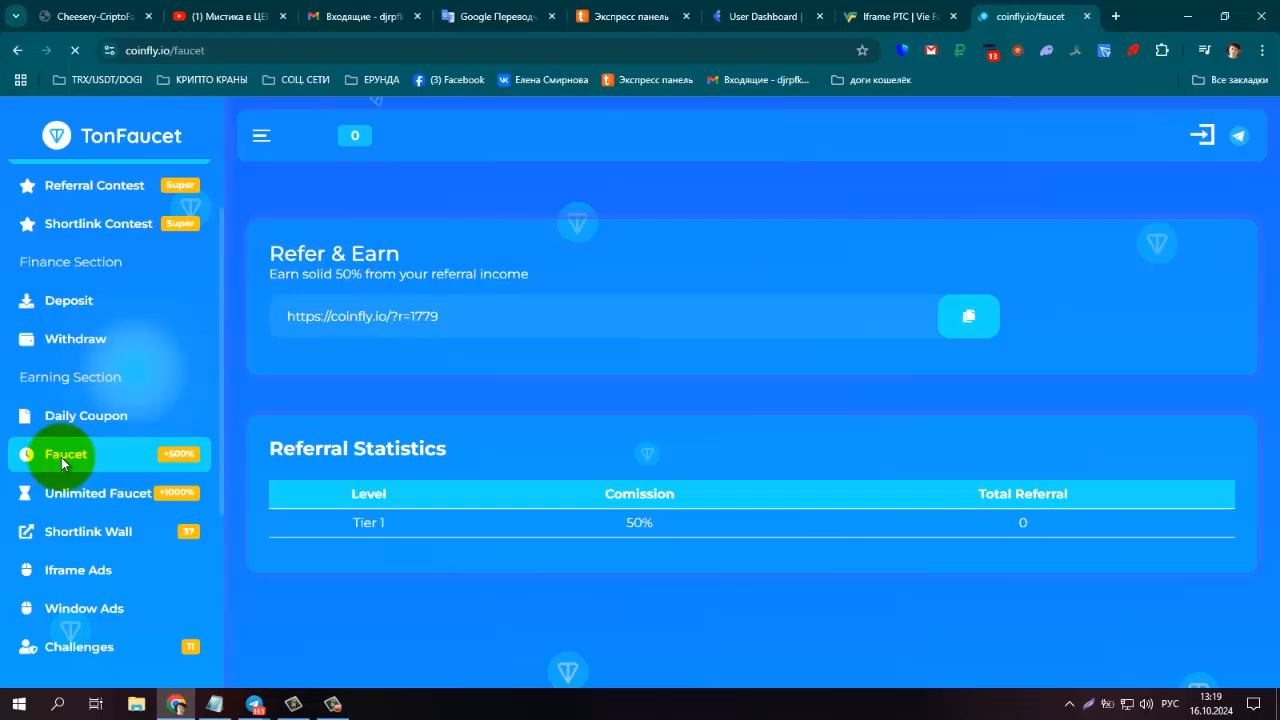 Cheesery-CriptoFa
(1) Мистика в ЦЕР
Входящие - djrpfk
Google Переводч
Экспресс панель
User Dashboard |
Iframe PTC | Vie Fa
coinfly.io/faucet
coinfly.io/faucet
13
TRX/USDT/DOGI
КРИПТО КРАНЫ
СОЦ. СЕТИ
ЕРУНДА
(3) Facebook
Елена Смирнова
Экспресс панель
Входящие - djrpfk...
доги кошелёк
Все закладки
TonFaucet
0
Referral Contest Super
Shortlink Contest Super
Finance Section
Deposit
Withdraw
Earning Section
Daily Coupon
Faucet +500%
Unlimited Faucet +1000%
Shortlink Wall 37
Iframe Ads
Window Ads
Challenges 11
Refer & Earn
Earn solid 50% from your referral income
https://coinfly.io/?r=1779
Referral Statistics
Level Comission Total Referral
Tier 1 50% 0
РУС
13:19
16.10.2024